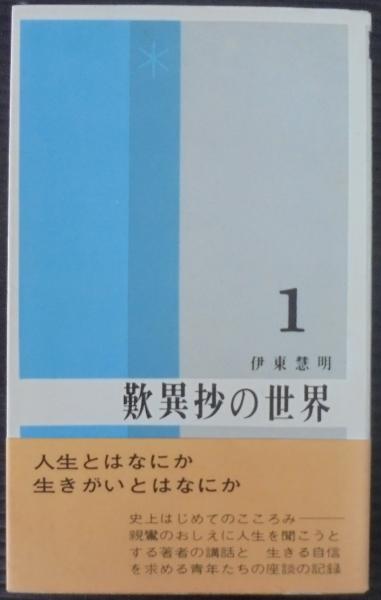 1
伊東慧明
歎異抄の世界
人生とはなにか
生きがいとはなにか
史上はじめてのこころみ———
親鸞のおしえに人生を聞こうと
する著者の講話と 生きる自信
を求める青年たちの座談の記録